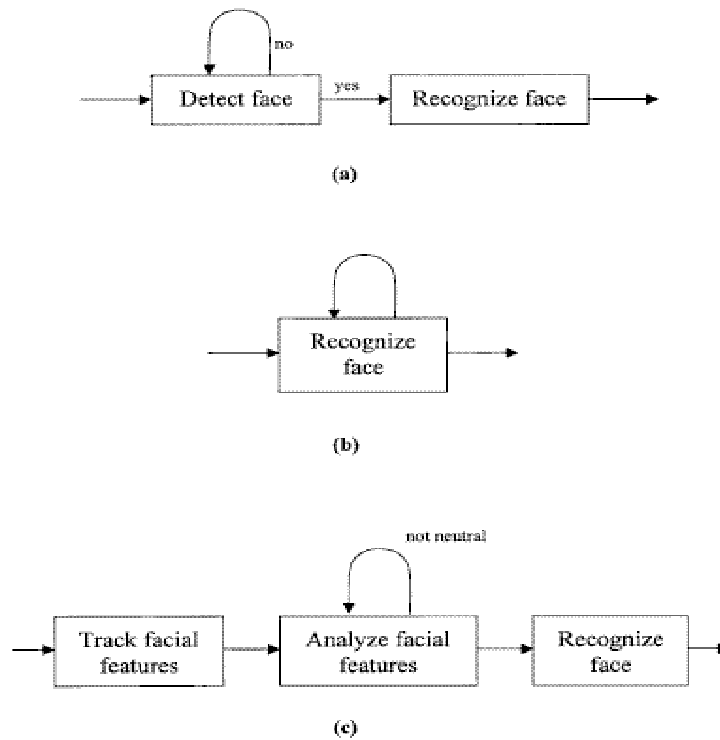 no
Detect face
yes
Recognize face
(a)
Recognize
face
(b)
not neutral
Track facial
features
Analyze facial
features
Recognize
face
(c)